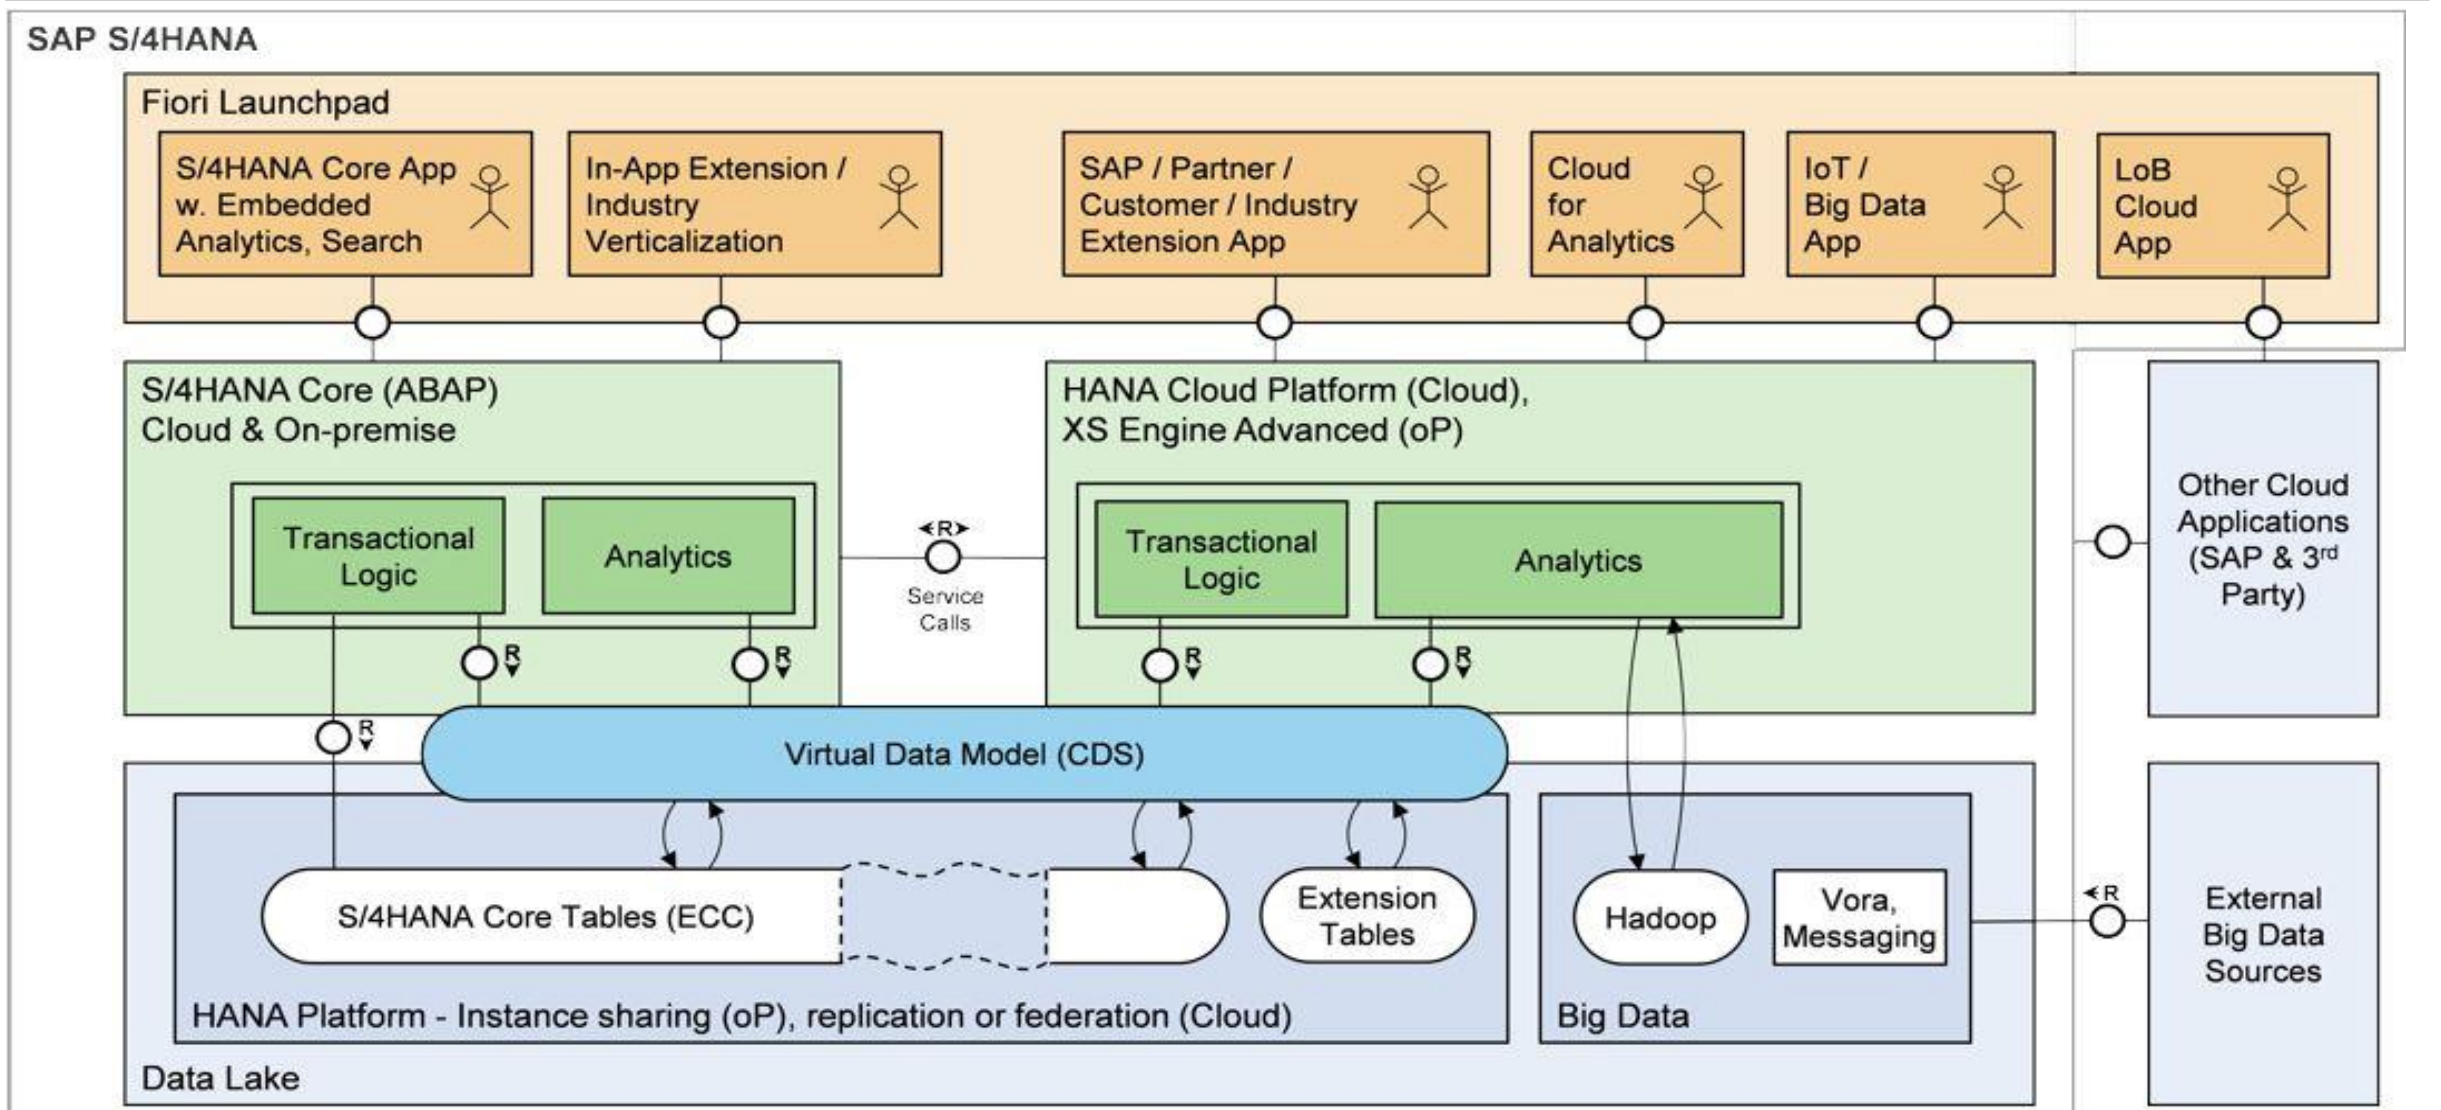 SAP S/4HANA
Fiori Launchpad
S/4HANA Core App
w. Embedded
Analytics, Search
In-App Extension /
Industry
Verticalization
SAP / Partner /
Customer / Industry
Extension App
Cloud
for
Analytics
IoT /
Big Data
App
LoB
Cloud
App
S/4HANA Core (ABAP)
Cloud & On-premise
Transactional
Logic
Analytics
R
R
R
<R>
Service
Calls
HANA Cloud Platform (Cloud),
XS Engine Advanced (oP)
Transactional
Logic
Analytics
R
R
Other Cloud
Applications
(SAP & 3rd
Party)
Virtual Data Model (CDS)
S/4HANA Core Tables (ECC)
Extension
Tables
HANA Platform - Instance sharing (oP), replication or federation (Cloud)
Hadoop
Vora,
Messaging
Big Data
<R
External
Big Data
Sources
Data Lake